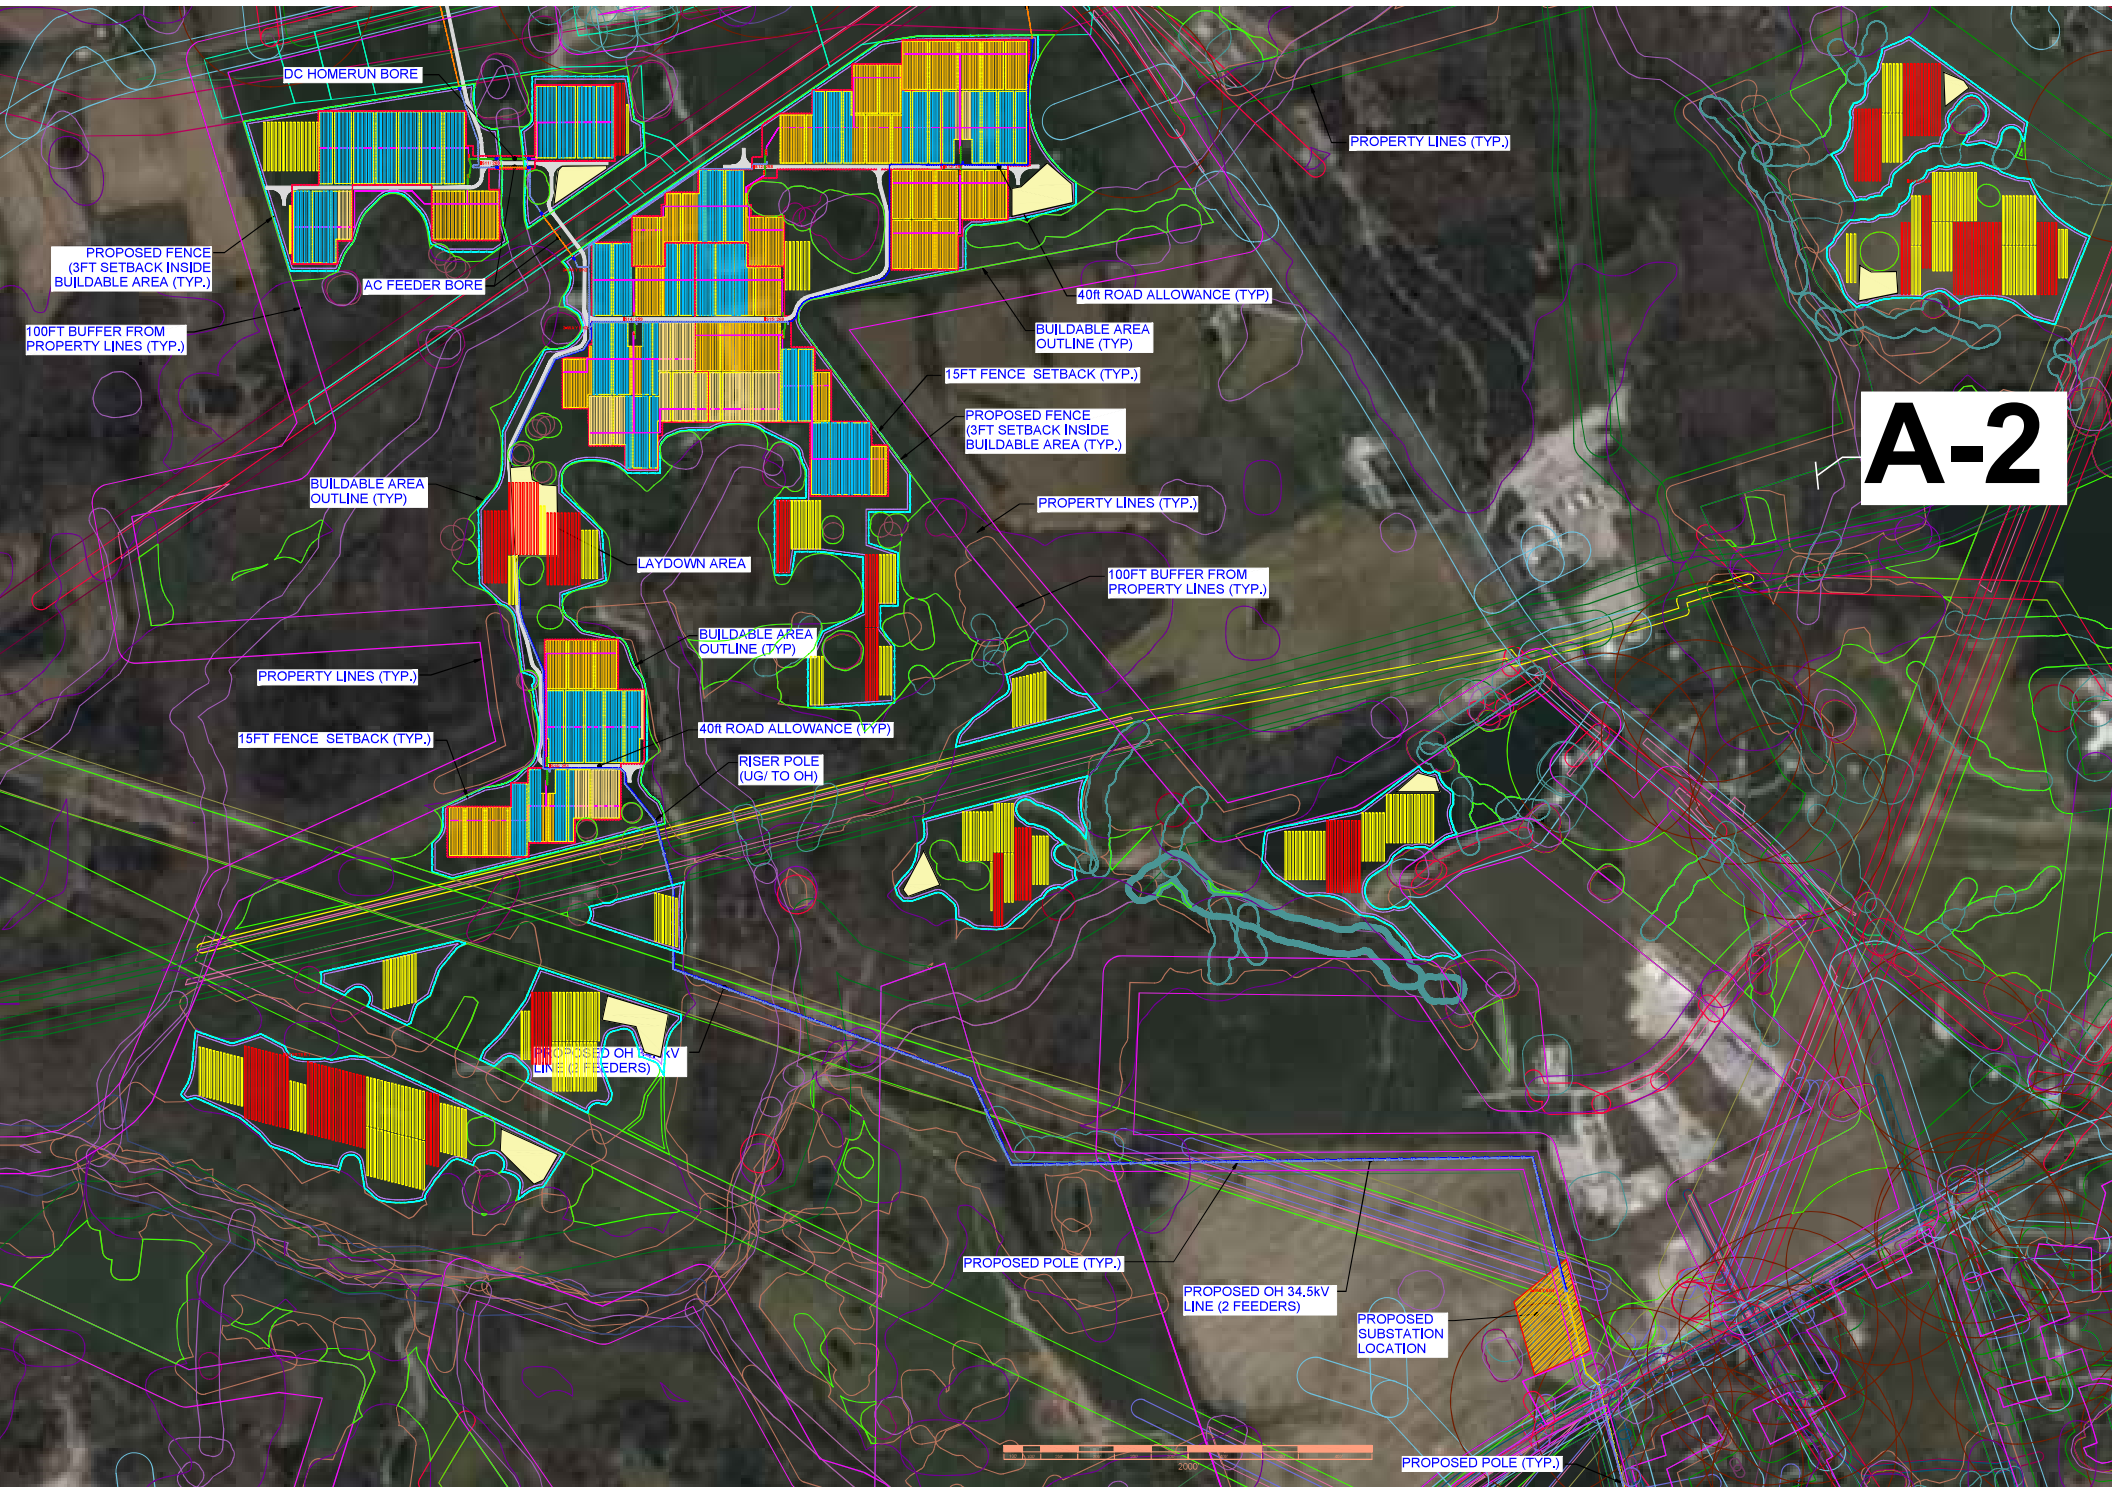 DC HOMERUN BORE
PROPERTY LINES (TYP.)
PROPOSED FENCE
(3FT SETBACK INSIDE
BUILDABLE AREA (TYP.)
AC FEEDER BORE
40ft ROAD ALLOWANCE (TYP)
100FT BUFFER FROM
PROPERTY LINES (TYP.)
BUILDABLE AREA
OUTLINE (TYP)
15FT FENCE SETBACK (TYP.)
PROPOSED FENCE
(3FT SETBACK INSIDE
BUILDABLE AREA (TYP.)
A-2
BUILDABLE AREA
OUTLINE (TYP)
PROPERTY LINES (TYP.)
LAYDOWN AREA
100FT BUFFER FROM
PROPERTY LINES (TYP.)
BUILDABLE AREA
OUTLINE (TYP)
PROPERTY LINES (TYP.)
40ft ROAD ALLOWANCE (TYP)
15FT FENCE SETBACK (TYP.)
RISER POLE
(UG/ TO OH)
PROPOSED OH kV
LINE (2 FEEDERS)
PROPOSED POLE (TYP.)
PROPOSED OH 34.5kV
LINE (2 FEEDERS)
PROPOSED
SUBSTATION
LOCATION
2000
PROPOSED POLE (TYP.)